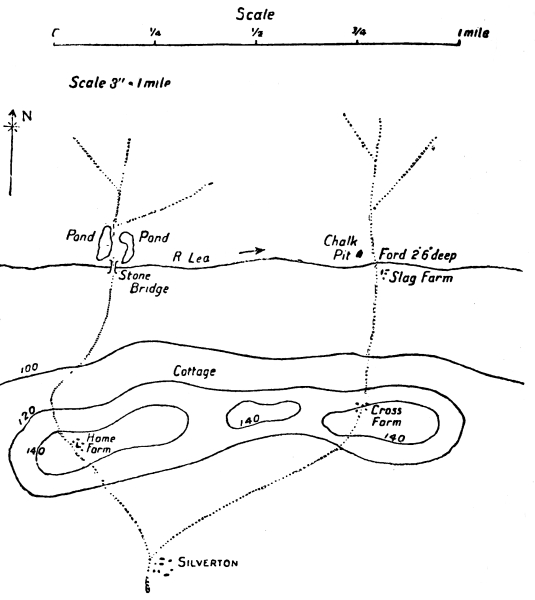 Scale
¼ ½ ¾ 1 mile
Scale 3" = 1 mile
N
Pond Pond
R Lea
Stone
Bridge
Chalk
Pit
Ford 2'6" deep
Slag Farm
100
Cottage
120
140
Home
Farm
140
Cross
Farm
140
SILVERTON